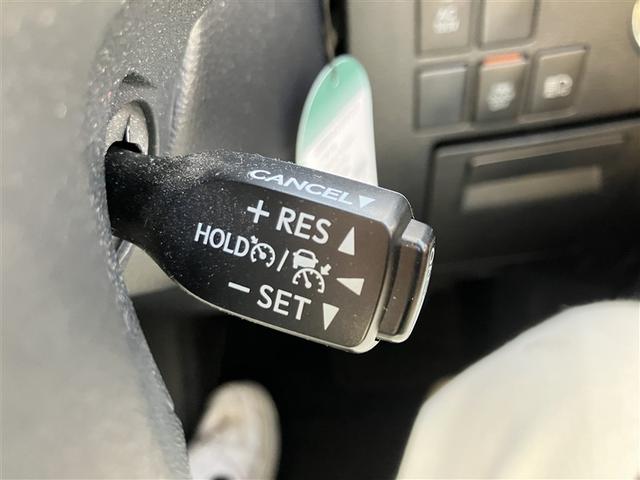 CANCEL▼
+ RES ▲
HOLD / ◀
− SET ▼